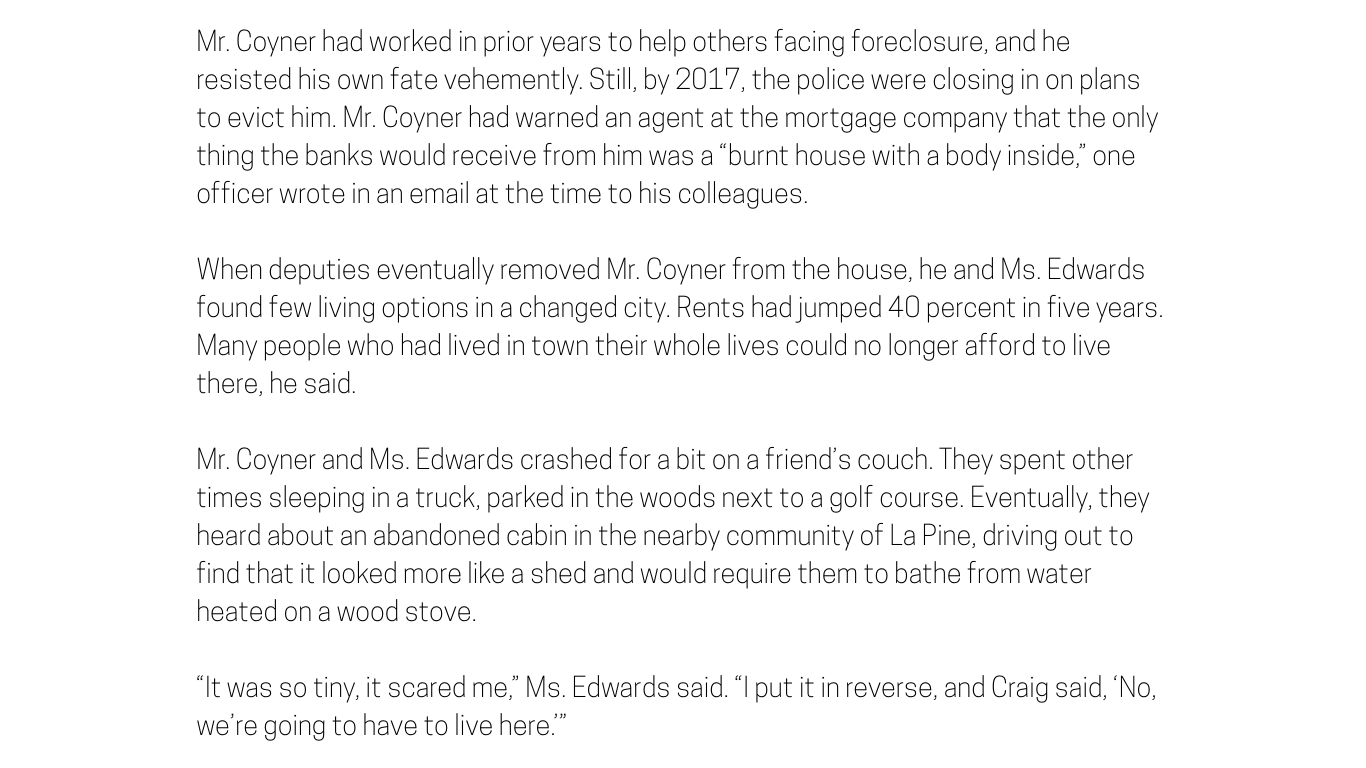 Mr. Coyner had worked in prior years to help others facing foreclosure, and he
resisted his own fate vehemently. Still, by 2017, the police were closing in on plans
to evict him. Mr. Coyner had warned an agent at the mortgage company that the only
thing the banks would receive from him was a “burnt house with a body inside,” one
officer wrote in an email at the time to his colleagues.
When deputies eventually removed Mr. Coyner from the house, he and Ms. Edwards
found few living options in a changed city. Rents had jumped 40 percent in five years.
Many people who had lived in town their whole lives could no longer afford to live
there, he said.
Mr. Coyner and Ms. Edwards crashed for a bit on a friend’s couch. They spent other
times sleeping in a truck, parked in the woods next to a golf course. Eventually, they
heard about an abandoned cabin in the nearby community of La Pine, driving out to
find that it looked more like a shed and would require them to bathe from water
heated on a wood stove.
“It was so tiny, it scared me,” Ms. Edwards said. “I put it in reverse, and Craig said, ‘No,
we’re going to have to live here.’”